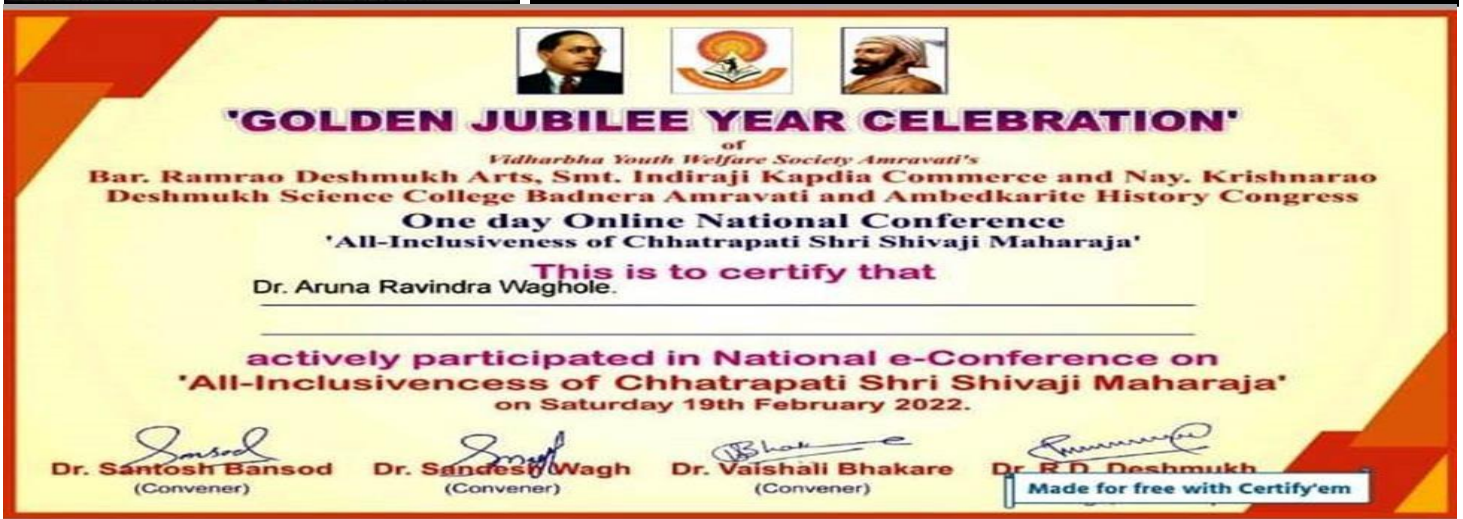 'GOLDEN JUBILEE YEAR CELEBRATION'
of
Vidharbha Youth Welfare Society Amravati's
Bar. Ramrao Deshmukh Arts, Smt. Indiraji Kapdia Commerce and Nay. Krishnarao
Deshmukh Science College Badnera Amravati and Ambedkarite History Congress
One day Online National Conference
'All-Inclusiveness of Chhatrapati Shri Shivaji Maharaja'
This is to certify that
Dr. Aruna Ravindra Waghole.
actively participated in National e-Conference on
'All-Inclusivencess of Chhatrapati Shri Shivaji Maharaja'
on Saturday 19th February 2022.
Dr. Santosh Bansod Dr. Sandesh Wagh Dr. Vaishali Bhakare Dr. R.D. Deshmukh
(Convener) (Convener) (Convener)
Made for free with Certify'em